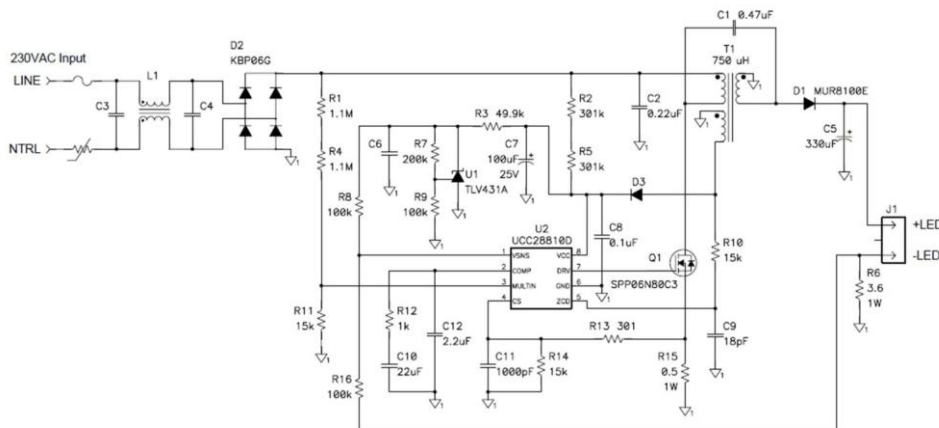 C1 0.47uF
T1
750 uH
D2
KBP06G
230VAC Input
LINE
L1
C3
C4
NTRL
R1
1.1M
R4
1.1M
R2
301k
R5
301k
C2
0.22uF
D1 MUR8100E
C5
330uF
R3 49.9k
C6
R7
200k
C7
100uF
25V
U1
TLV431A
R8
100k
R9
100k
D3
J1
+LED
-LED
U2
UCC28810D
C8
0.1uF
R10
15k
1 VSNS VCC 8
2 COMP DRV 7
3 MULTIN GND 6
4 CS ZCD 5
Q1
SPP06N80C3
R6
3.6
1W
R11
15k
R12
1k
C12
2.2uF
R13 301
C9
18pF
C10
22uF
C11
1000pF
R14
15k
R15
0.5
1W
R16
100k